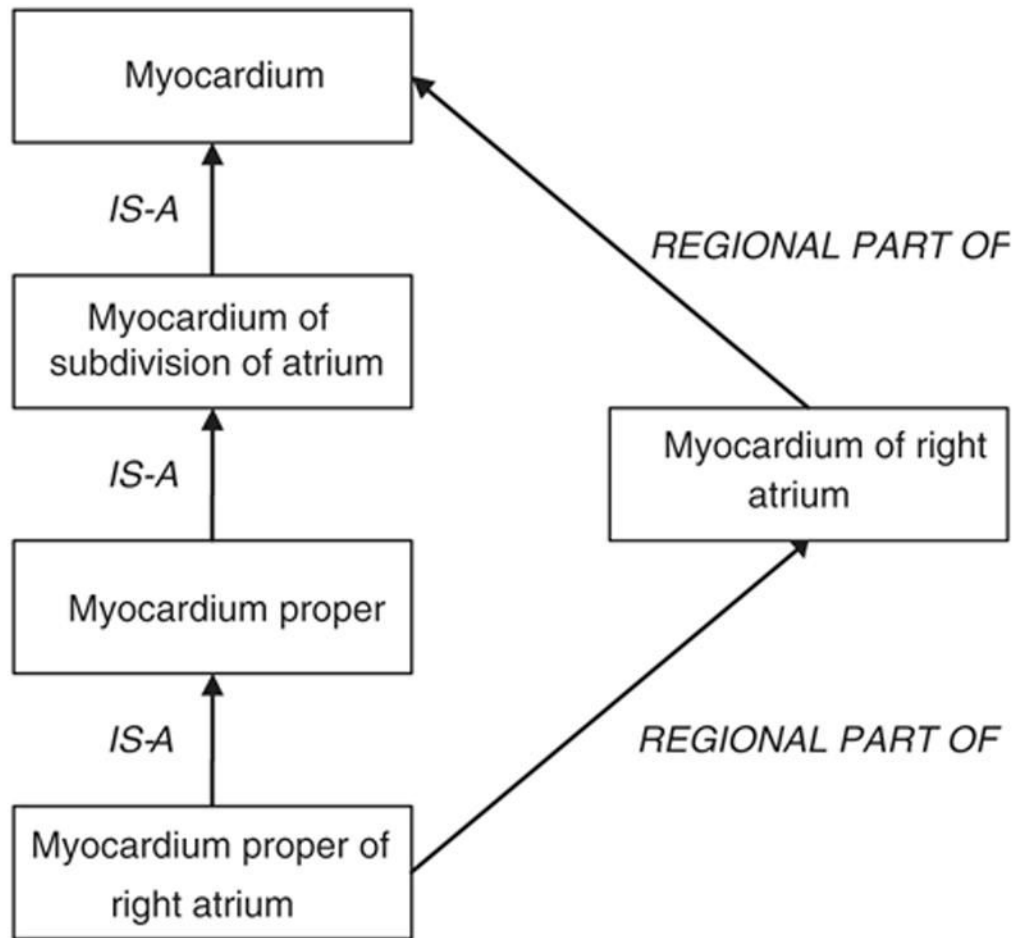 Myocardium
IS-A
REGIONAL PART OF
Myocardium of
subdivision of atrium
Myocardium of right
atrium
IS-A
Myocardium proper
IS-A
REGIONAL PART OF
Myocardium proper of
right atrium